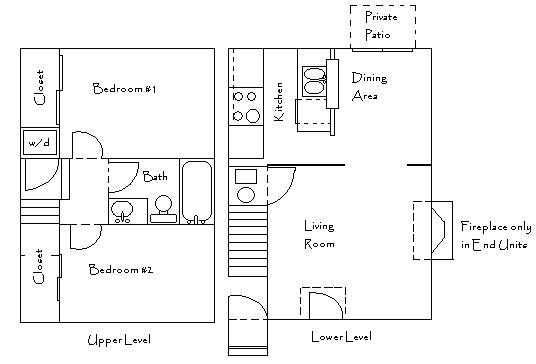 Private
Patio
Closet
Bedroom #1
Kitchen
Dining
Area
w/d
Bath
Living
Room
Fireplace only
in End Units
Closet
Bedroom #2
Upper Level
Lower Level